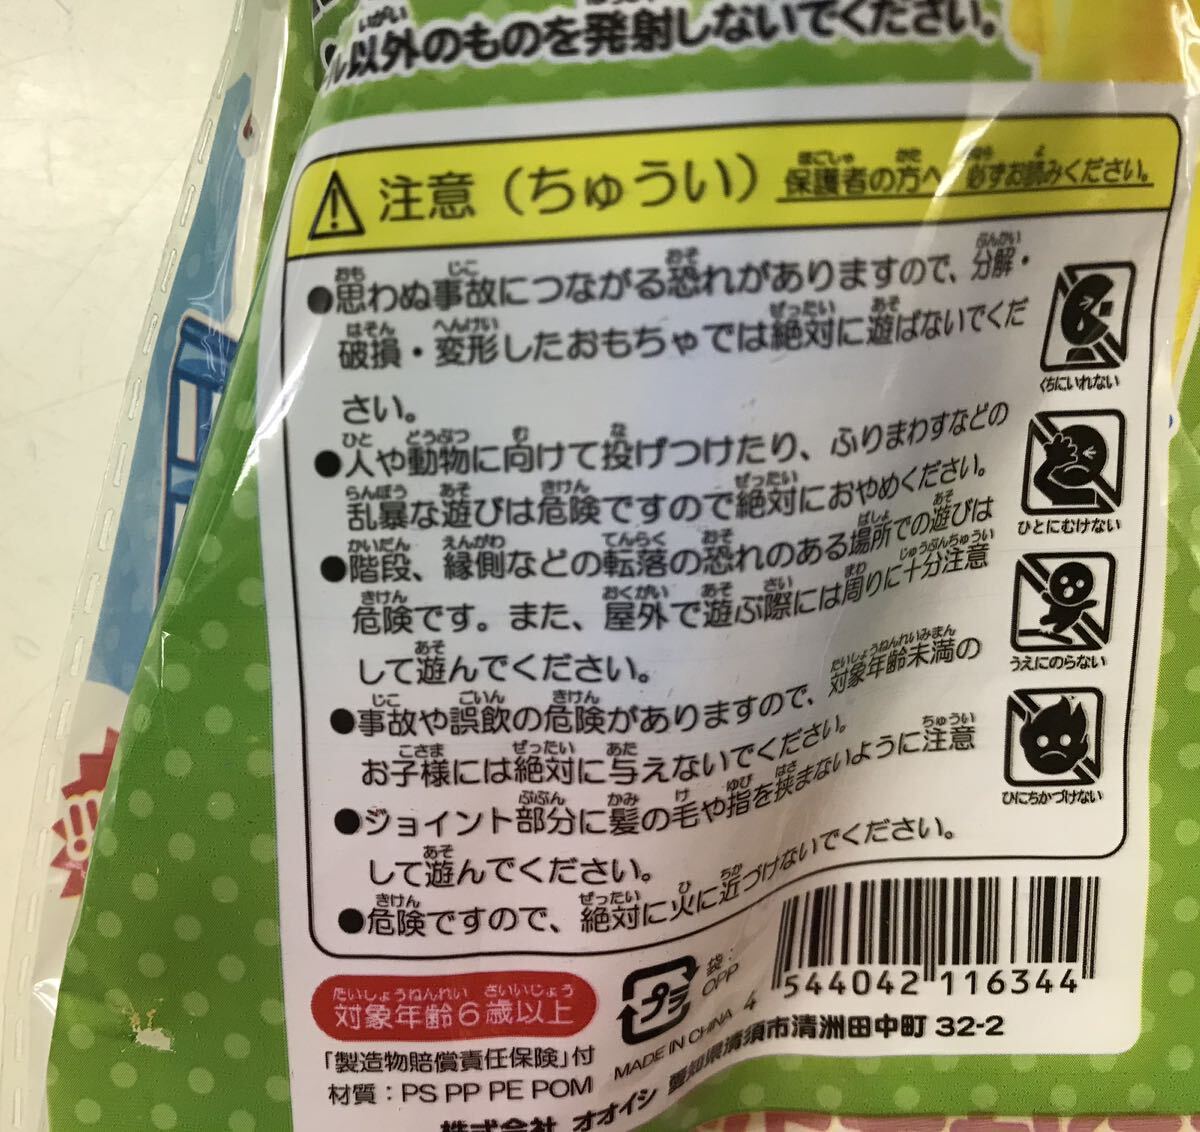 以外のものを発射しないでください。
注意（ちゅうい） 保護者の方へ 必ずお読みください。
●思わぬ事故につながる恐れがありますので、分解・
破損・変形したおもちゃでは絶対に遊ばないでくだ
さい。
●人や動物に向けて投げつけたり、ふりまわすなどの
乱暴な遊びは危険ですので絶対におやめください。
●階段、縁側などの転落の恐れのある場所での遊びは
危険です。また、屋外で遊ぶ際には周りに十分注意
して遊んでください。
●事故や誤飲の危険がありますので、対象年齢未満の
お子様には絶対に与えないでください。
●ジョイント部分に髪の毛や指を挟まないように注意
して遊んでください。
●危険ですので、絶対に火に近づけないでください。
くちにいれない
ひとにむけない
うえにのらない
ひにちかづけない
たいしょうねんれい さいいじょう
対象年齢6歳以上
「製造物賠償責任保険」付
材質：PS PP PE POM
プラ
袋：
OPP
MADE IN CHINA
4 544042 116344
株式会社 オオイシ 愛知県清須市清洲田中町 32-2